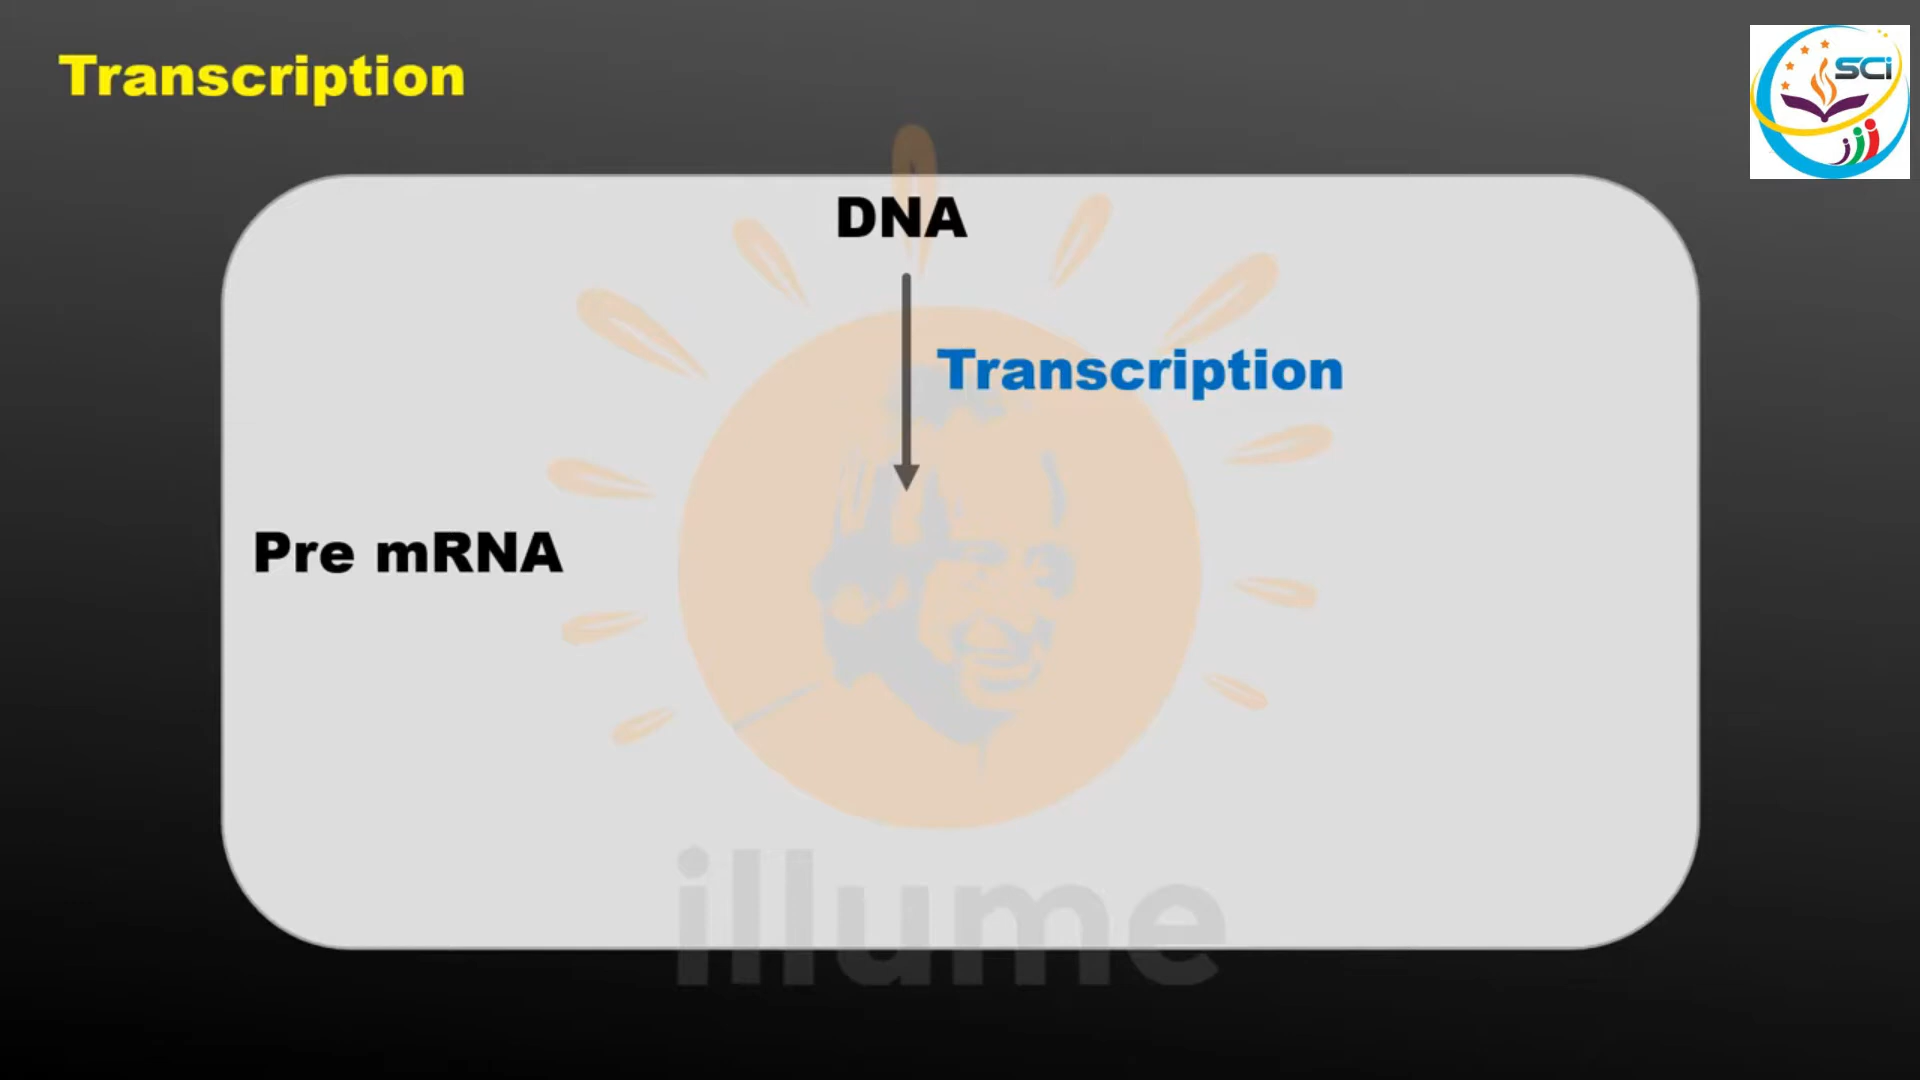 Transcription
SCi
DNA
Transcription
Pre mRNA
illume